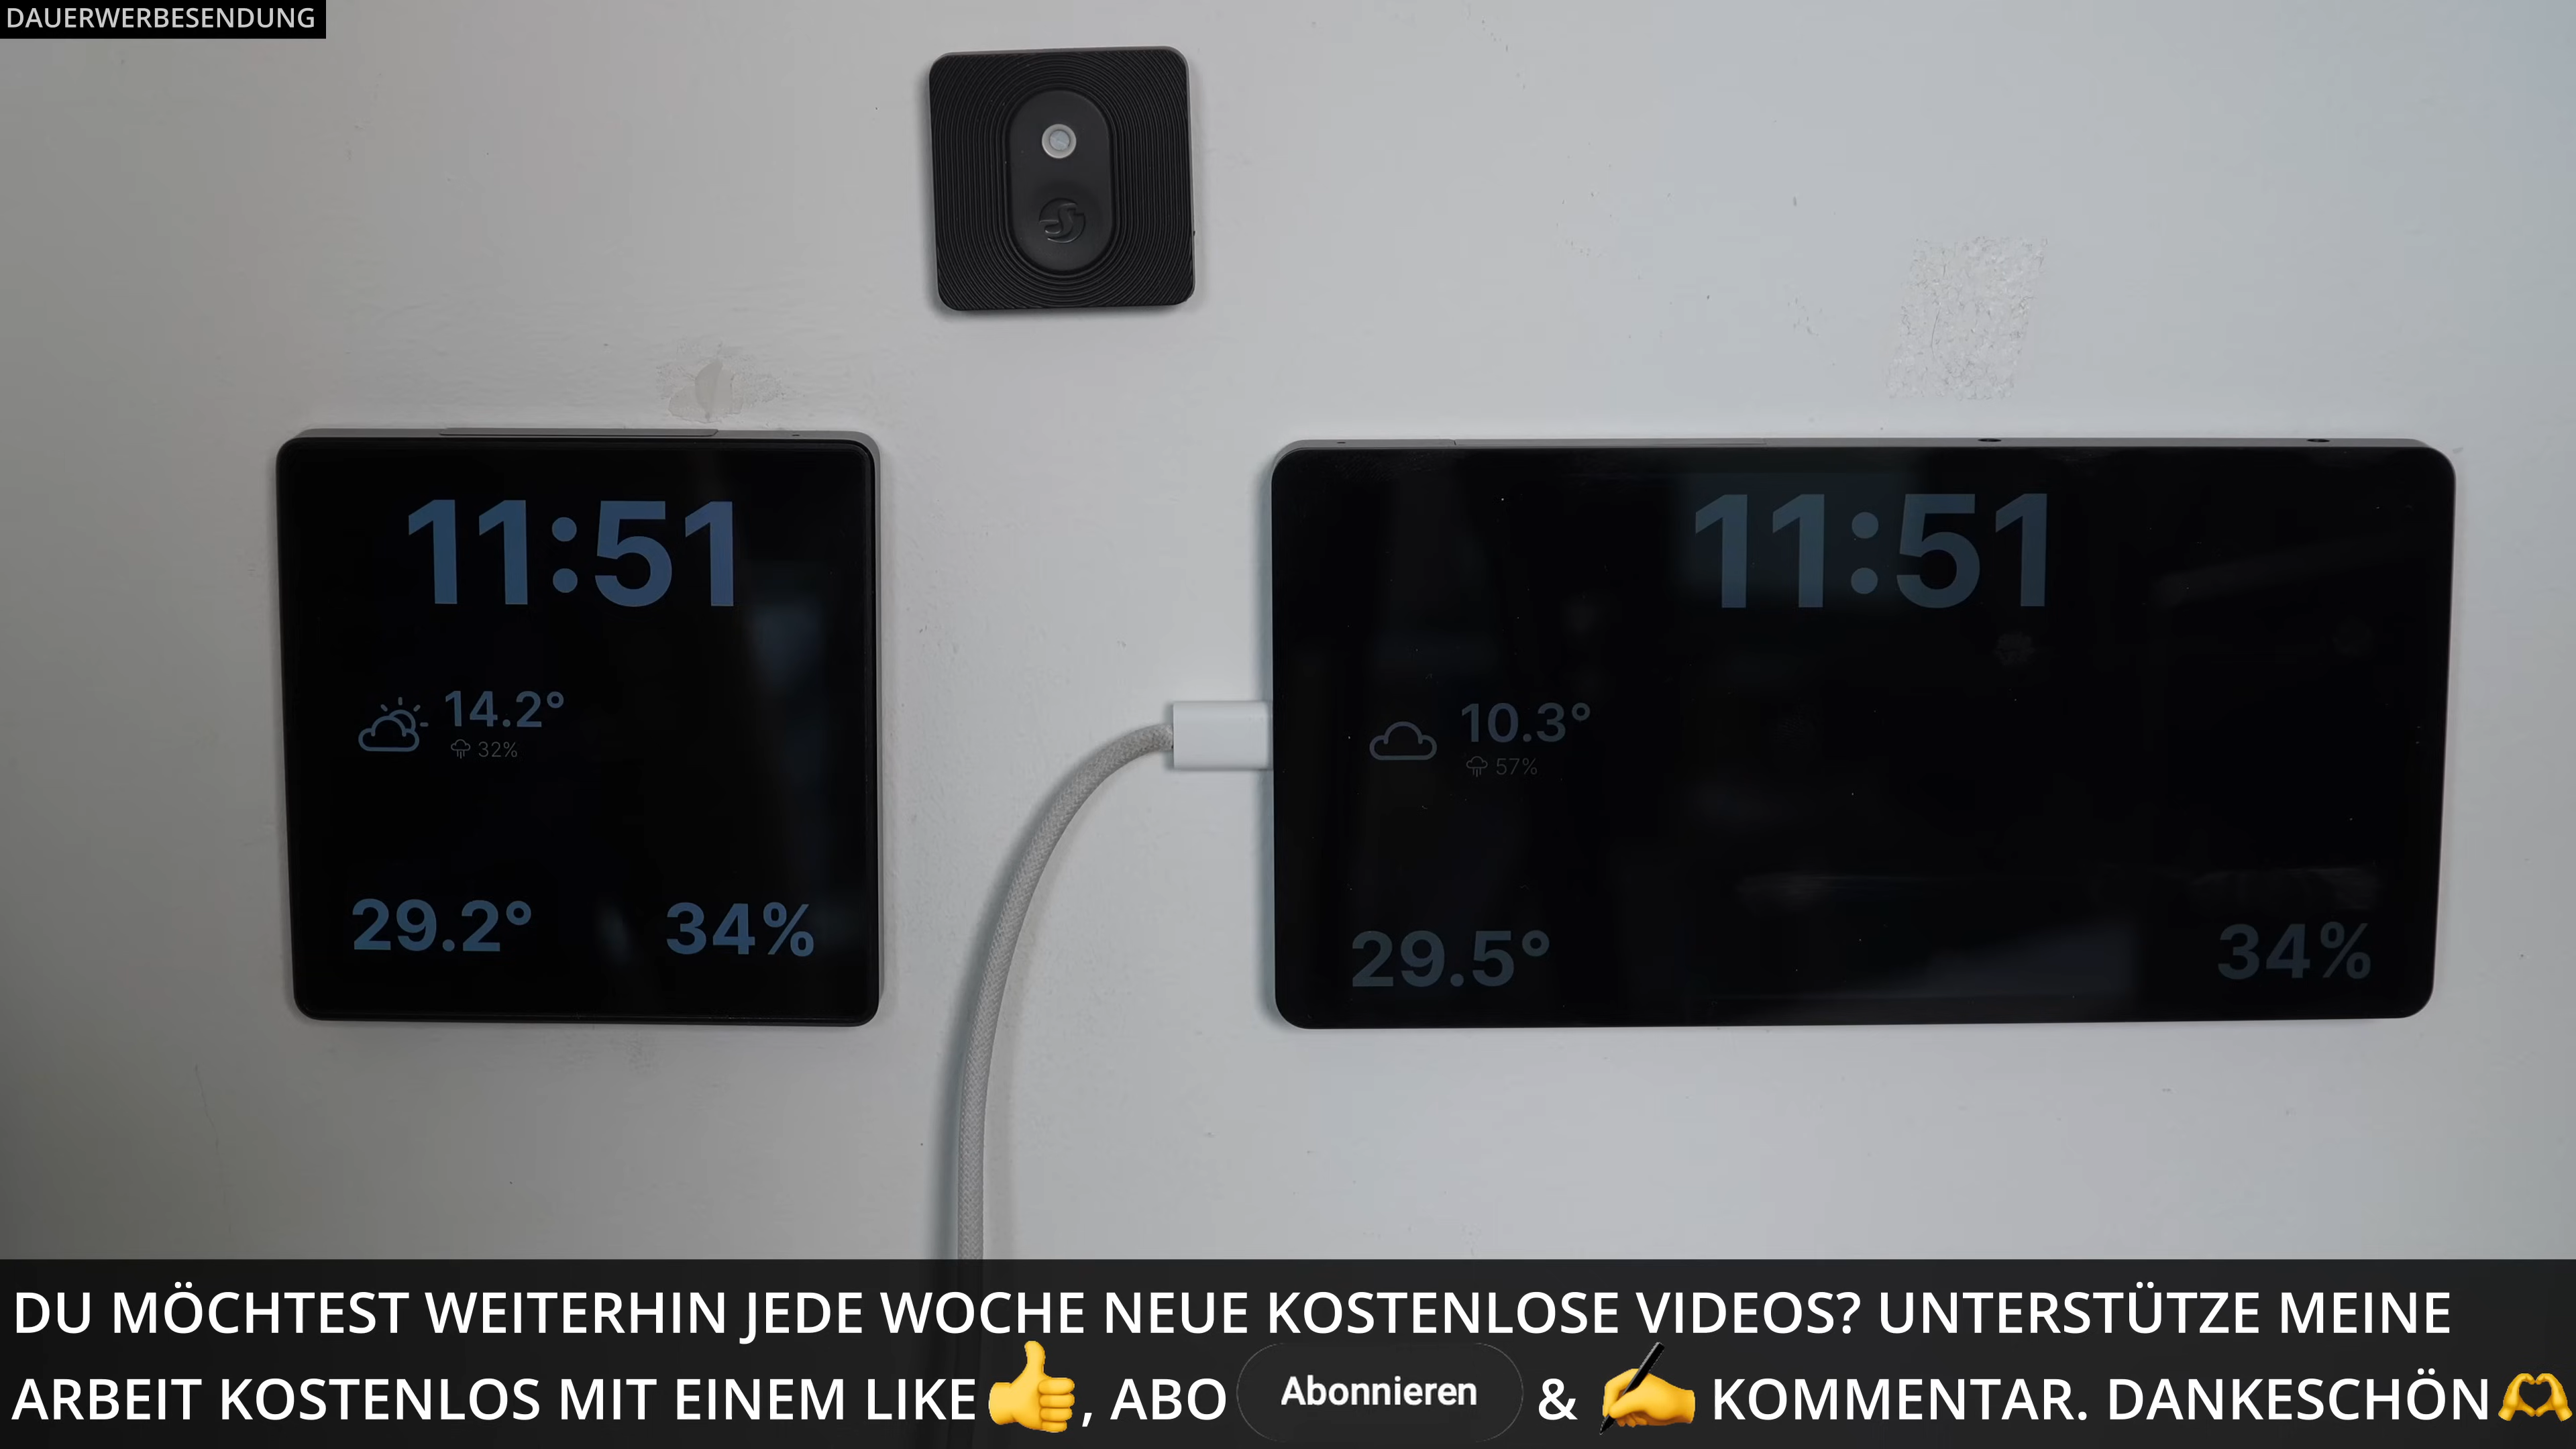 DAUERWERBESENDUNG
11:51
14.2°
32%
29.2° 34%
11:51
10.3°
57%
29.5° 34%
DU MÖCHTEST WEITERHIN JEDE WOCHE NEUE KOSTENLOSE VIDEOS? UNTERSTÜTZE MEINE
ARBEIT KOSTENLOS MIT EINEM LIKE 👍, ABO Abonnieren & ✍ KOMMENTAR. DANKESCHÖN 🫶